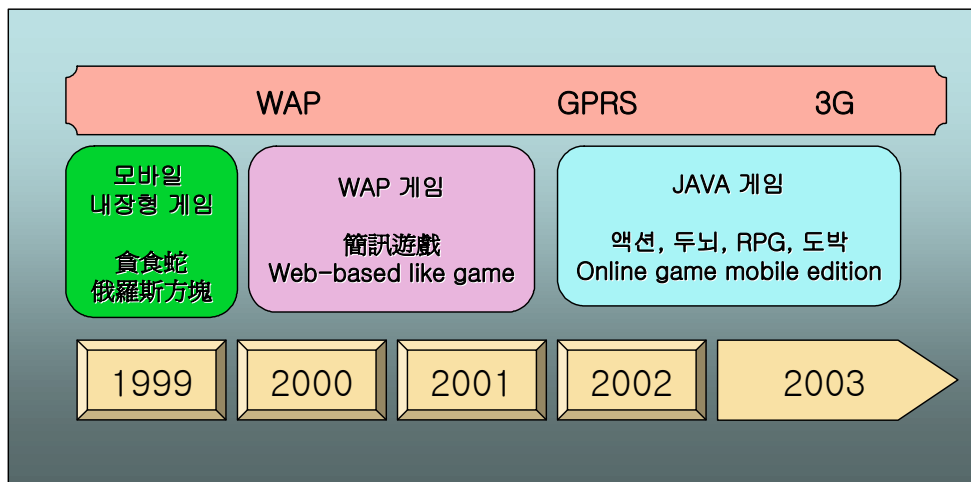 WAP GPRS 3G
모바일
내장형 게임
貪食蛇
俄羅斯方塊
WAP 게임
簡訊遊戲
Web-based like game
JAVA 게임
액션, 두뇌, RPG, 도박
Online game mobile edition
1999 2000 2001 2002 2003